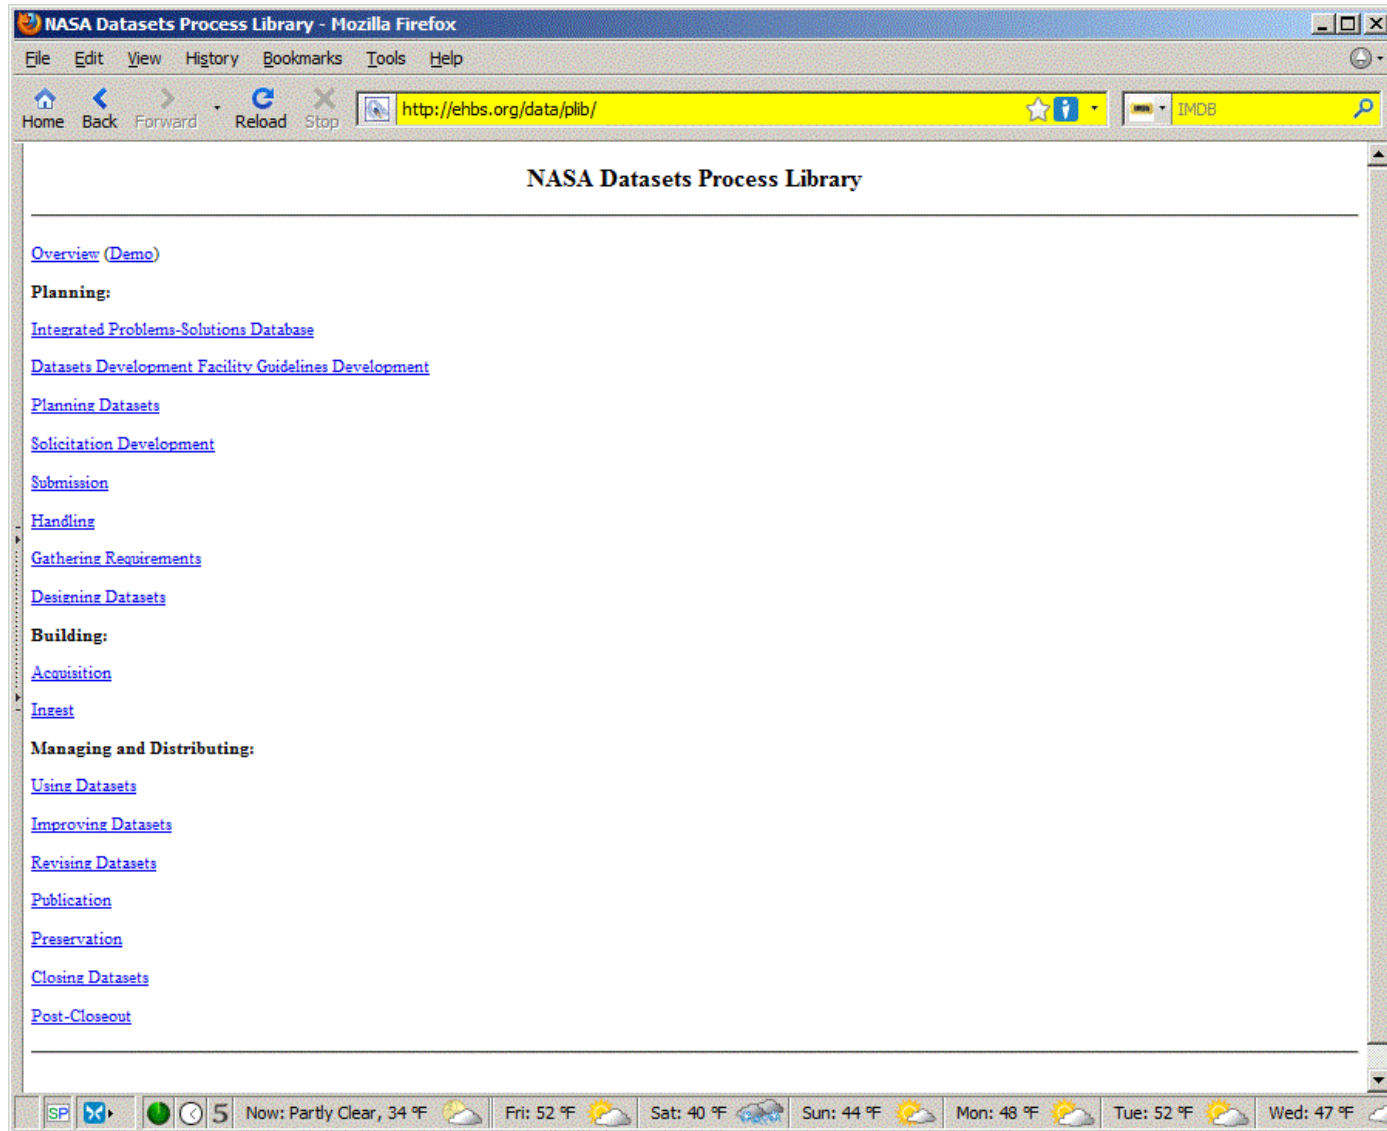 NASA Datasets Process Library - Mozilla Firefox
File Edit View History Bookmarks Tools Help
Home Back Forward Reload Stop http://ehbs.org/data/plib/ IMDB
NASA Datasets Process Library
Overview (Demo)
Planning:
Integrated Problems-Solutions Database
Datasets Development Facility Guidelines Development
Planning Datasets
Solicitation Development
Submission
Handling
Gathering Requirements
Designing Datasets
Building:
Acquisition
Ingest
Managing and Distributing:
Using Datasets
Improving Datasets
Revising Datasets
Publication
Preservation
Closing Datasets
Post-Closeout
SP 5 Now: Partly Clear, 34 °F Fri: 52 °F Sat: 40 °F Sun: 44 °F Mon: 48 °F Tue: 52 °F Wed: 47 °F